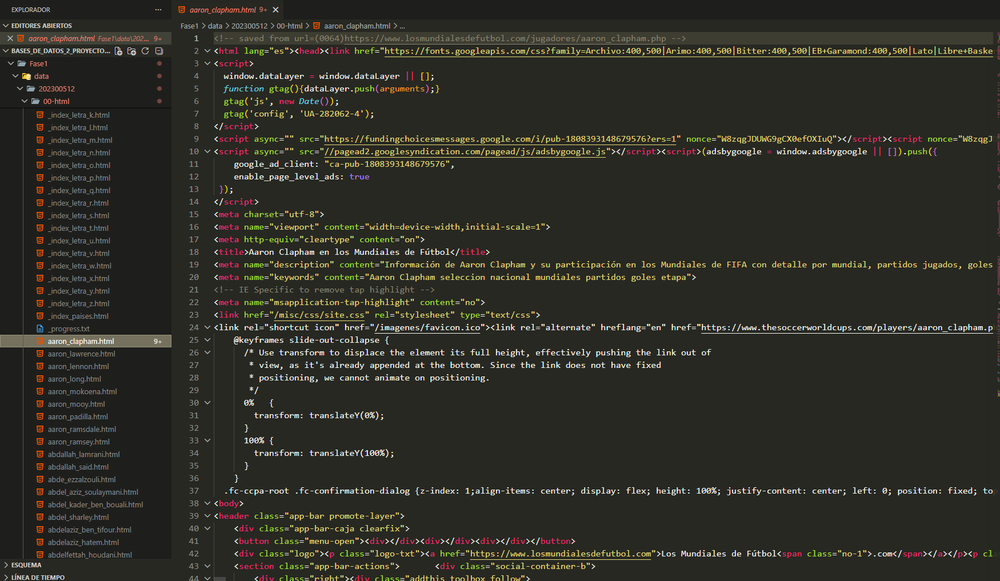 EXPLORADOR
EDITORES ABIERTOS
aaron_clapham.html Fase1\data\202... 9+
BASES_DE_DATOS_2_PROYECTO...
Fase1
data
202300512
00-html
_index_letra_k.html
_index_letra_l.html
_index_letra_m.html
_index_letra_n.html
_index_letra_o.html
_index_letra_p.html
_index_letra_q.html
_index_letra_r.html
_index_letra_s.html
_index_letra_t.html
_index_letra_u.html
_index_letra_v.html
_index_letra_w.html
_index_letra_x.html
_index_letra_y.html
_index_letra_z.html
_index_paises.html
_progress.txt
aaron_clapham.html 9+
aaron_lawrence.html
aaron_lennon.html
aaron_long.html
aaron_mokoena.html
aaron_mooy.html
aaron_padilla.html
aaron_ramsdale.html
aaron_ramsey.html
abdallah_lamrani.html
abdallah_said.html
abde_ezzalzouli.html
abdel_aziz_soulaymani.html
abdel_kader_ben_bouali.html
abdel_sharley.html
abdelaziz_ben_tifour.html
abdelaziz_hatem.html
abdelfettah_houdani.html
ESQUEMA
LÍNEA DE TIEMPO
aaron_clapham.html 9+
Fase1 > data > 202300512 > 00-html > aaron_clapham.html > ...
1 <!-- saved from url=(0064)https://www.losmundialesdefutbol.com/jugadores/aaron_clapham.php -->
2 <html lang="es"><head><link href="https://fonts.googleapis.com/css?family=Archivo:400,500|Arimo:400,500|Bitter:400,500|EB+Garamond:400,500|Lato|Libre+Baske
3 <script>
4 window.dataLayer = window.dataLayer || [];
5 function gtag(){dataLayer.push(arguments);}
6 gtag('js', new Date());
7 gtag('config', 'UA-282062-4');
8 </script>
9 <script async="" src="https://fundingchoicesmessages.google.com/i/pub-1808393148679576?ers=1" nonce="W8zqgJDUWG9gCX0efOXIuQ"></script><script nonce="W8zqgJD
10 <script async="" src="//pagead2.googlesyndication.com/pagead/js/adsbygoogle.js"></script><script>(adsbygoogle = window.adsbygoogle || []).push({
11 google_ad_client: "ca-pub-1808393148679576",
12 enable_page_level_ads: true
13 });
14 </script>
15 <meta charset="utf-8">
16 <meta name="viewport" content="width=device-width,initial-scale=1">
17 <meta http-equiv="cleartype" content="on">
18 <title>Aaron Clapham en los Mundiales de Fútbol</title>
19 <meta name="description" content="Información de Aaron Clapham y su participación en los Mundiales de FIFA con detalle por mundial, partidos jugados, goles
20 <meta name="keywords" content="Aaron Clapham seleccion nacional mundiales partidos goles etapa">
21 <!-- IE Specific to remove tap highlight -->
22 <meta name="msapplication-tap-highlight" content="no">
23 <link href="/misc/css/site.css" rel="stylesheet" type="text/css">
24 <link rel="shortcut icon" href="/imagenes/favicon.ico"><link rel="alternate" hreflang="en" href="https://www.thesoccerworldcups.com/players/aaron_clapham.p
25 @keyframes slide-out-collapse {
26 /* Use transform to displace the element its full height, effectively pushing the link out of
27 * view, as it's already appended at the bottom. Since the link does not have fixed
28 * positioning, we cannot animate on positioning.
29 */
30 0% {
31 transform: translateY(0%);
32 }
33 100% {
34 transform: translateY(100%);
35 }
36 }
37 .fc-ccpa-root .fc-confirmation-dialog {z-index: 1;align-items: center; display: flex; height: 100%; justify-content: center; left: 0; position: fixed; top
38 <body>
39 <header class="app-bar promote-layer">
40 <div class="app-bar-caja clearfix">
41 <button class="menu-open"><div></div><div></div><div></div></button>
42 <div class="logo"><p class="logo-txt"><a href="https://www.losmundialesdefutbol.com">Los Mundiales de Fútbol<span class="no-1">.com</span></a></p><p cl
43 <section class="app-bar-actions"> <div class="social-container-b">
44 <div class="right"><div class="addthis_toolbox follow">